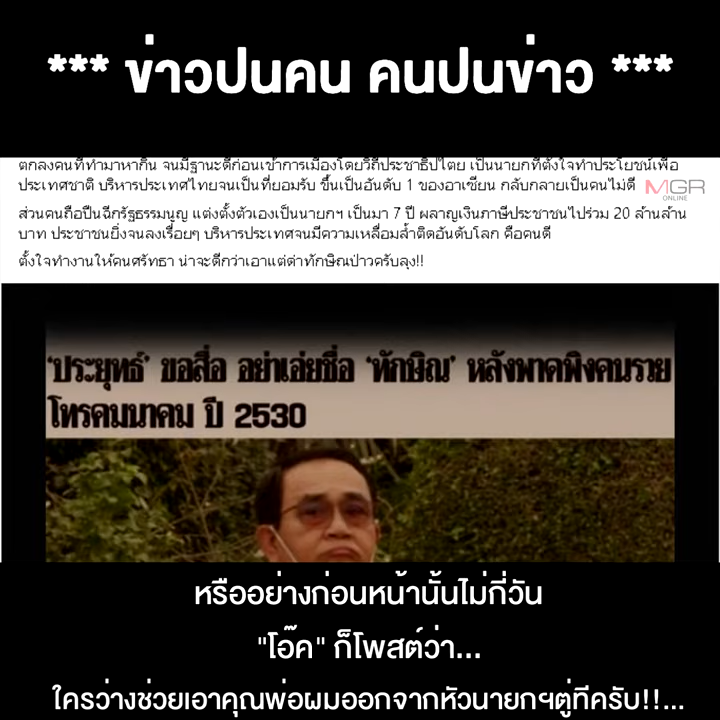 *** ข่าวปนคน คนปนข่าว ***
ตกลงคนที่ทำมาหากิน จนมีฐานะดีก่อนเข้าการเมืองโดยวิถีประชาธิปไตย เป็นนายกที่ตั้งใจทำประโยชน์เพื่อ
ประเทศชาติ บริหารประเทศไทยจนเป็นที่ยอมรับ ขึ้นเป็นอันดับ 1 ของอาเซียน กลับกลายเป็นคนไม่ดี
MGR
ONLINE
ส่วนคนถือปืนฉีกรัฐธรรมนูญ แต่งตั้งตัวเองเป็นนายกฯ เป็นมา 7 ปี ผลาญเงินภาษีประชาชนไปร่วม 20 ล้านล้าน
บาท ประชาชนยิ่งจนลงเรื่อยๆ บริหารประเทศจนมีความเหลื่อมล้ำติดอันดับโลก คือคนดี
ตั้งใจทำงานให้คนศรัทธา น่าจะดีกว่าเอาแต่ด่าทักษิณป่าวครับลุง!!
'ประยุทธ์' ขอสื่อ อย่าเอ่ยชื่อ 'ทักษิณ' หลังพาดพิงคนรวย
โทรคมนาคม ปี 2530
หรืออย่างก่อนหน้านั้นไม่กี่วัน
"โอ๊ค" ก็โพสต์ว่า...
ใครว่างช่วยเอาคุณพ่อผมออกจากหัวนายกฯตู่ทีครับ!!...